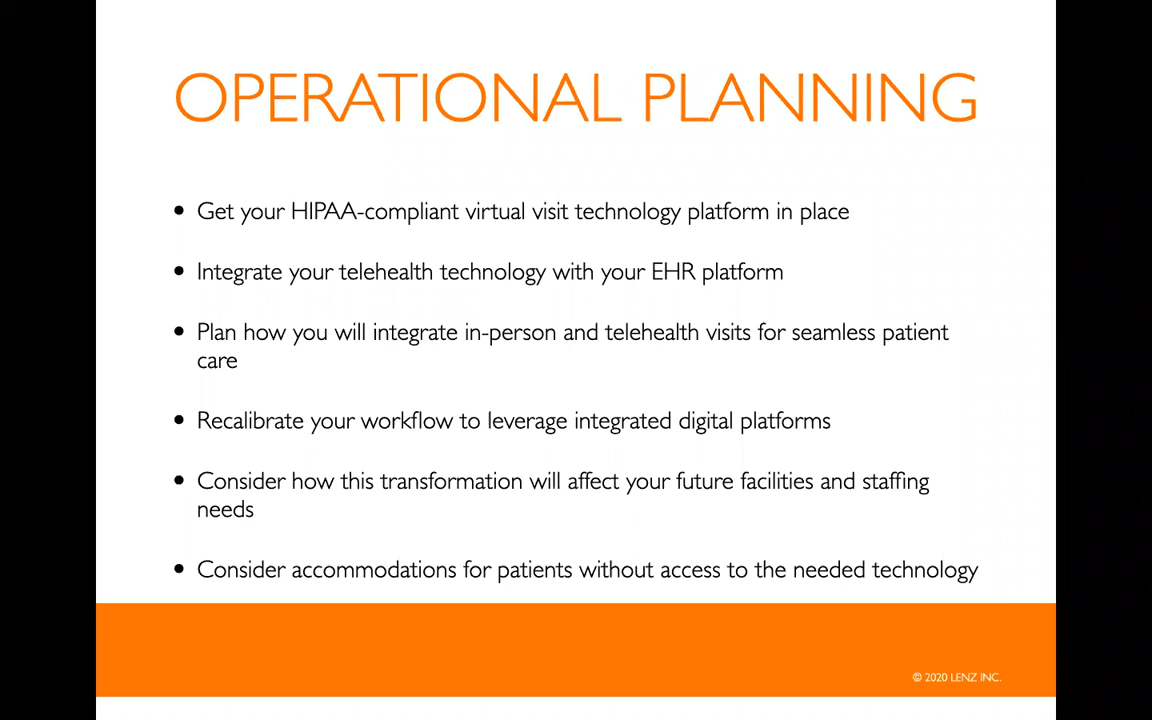 OPERATIONAL PLANNING
• Get your HIPAA-compliant virtual visit technology platform in place
• Integrate your telehealth technology with your EHR platform
• Plan how you will integrate in-person and telehealth visits for seamless patient
care
• Recalibrate your workflow to leverage integrated digital platforms
• Consider how this transformation will affect your future facilities and staffing
needs
• Consider accommodations for patients without access to the needed technology
© 2020 LENZ INC.